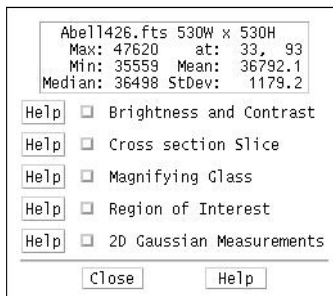 Abell426.fts 530W x 530H
Max: 47620 at: 33, 93
Min: 35559 Mean: 36792.1
Median: 36498 StDev: 1179.2
Help Brightness and Contrast
Help Cross section Slice
Help Magnifying Glass
Help Region of Interest
Help 2D Gaussian Measurements
Close Help